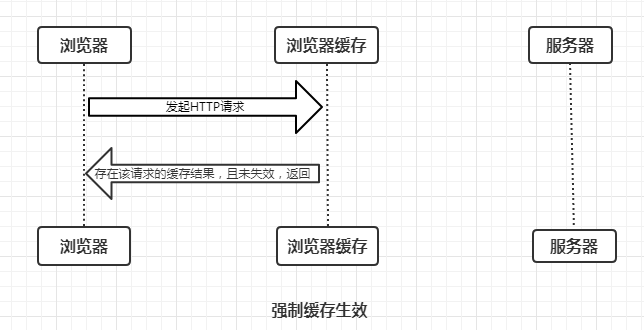 浏览器
浏览器缓存
服务器
发起HTTP请求
存在该请求的缓存结果，且未失效，返回
浏览器
浏览器缓存
服务器
强制缓存生效